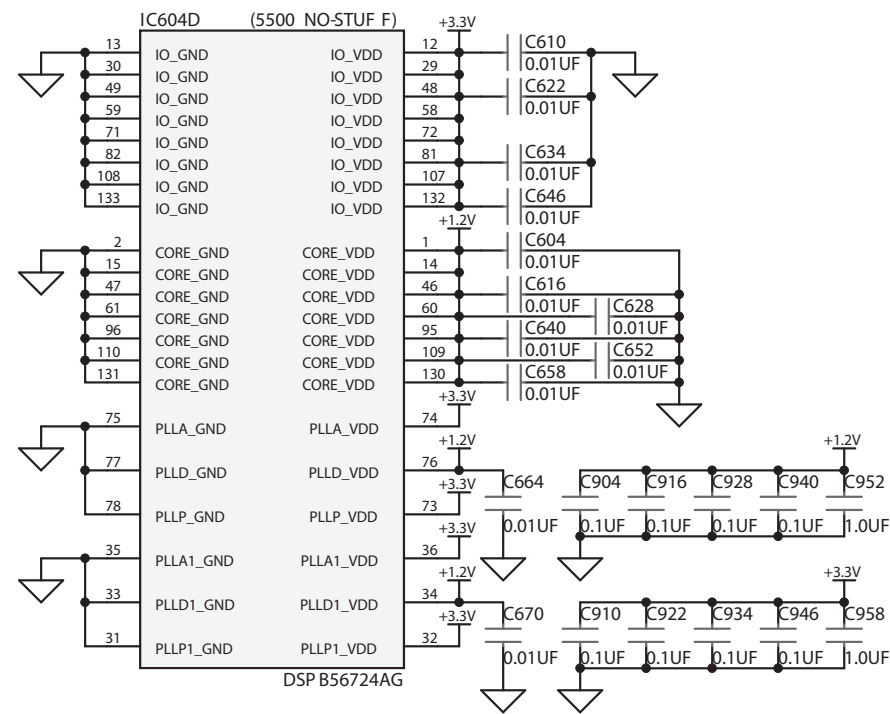 IC604D (5500 NO-STUF F) +3.3V
13 IO_GND IO_VDD 12 C610
0.01UF
30 IO_GND IO_VDD 29
49 IO_GND IO_VDD 48 C622
0.01UF
59 IO_GND IO_VDD 58
71 IO_GND IO_VDD 72
82 IO_GND IO_VDD 81 C634
0.01UF
108 IO_GND IO_VDD 107
133 IO_GND IO_VDD 132 C646
0.01UF
+1.2V
2 CORE_GND CORE_VDD 1 C604
0.01UF
15 CORE_GND CORE_VDD 14
47 CORE_GND CORE_VDD 46 C616
0.01UF
61 CORE_GND CORE_VDD 60 C628
0.01UF
96 CORE_GND CORE_VDD 95 C640
0.01UF
110 CORE_GND CORE_VDD 109 C652
0.01UF
131 CORE_GND CORE_VDD 130 C658
0.01UF
+3.3V
75 PLLA_GND PLLA_VDD 74
+1.2V +1.2V
77 PLLD_GND PLLD_VDD 76
+3.3V C664 C904 C916 C928 C940 C952
78 PLLP_GND PLLP_VDD 73
0.01UF 0.1UF 0.1UF 0.1UF 0.1UF 1.0UF
+3.3V
35 PLLA1_GND PLLA1_VDD 36
+1.2V +3.3V
33 PLLD1_GND PLLD1_VDD 34
+3.3V C670 C910 C922 C934 C946 C958
31 PLLP1_GND PLLP1_VDD 32
0.01UF 0.1UF 0.1UF 0.1UF 0.1UF 1.0UF
DSP B56724AG